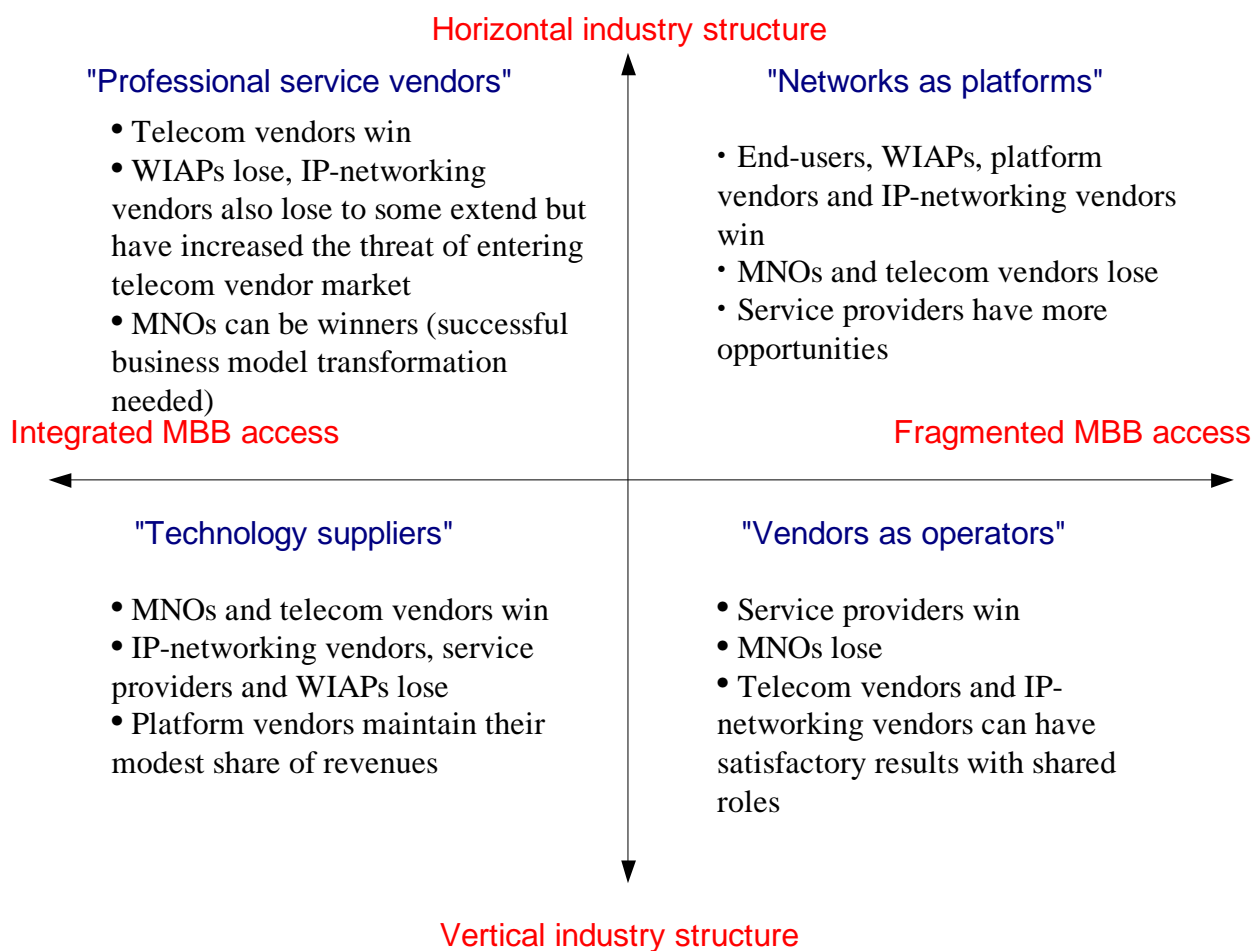 Horizontal industry structure
"Professional service vendors"
• Telecom vendors win
• WIAPs lose, IP-networking
vendors also lose to some extend but
have increased the threat of entering
telecom vendor market
• MNOs can be winners (successful
business model transformation
needed)
"Networks as platforms"
• End-users, WIAPs, platform
vendors and IP-networking vendors
win
• MNOs and telecom vendors lose
• Service providers have more
opportunities
Integrated MBB access
Fragmented MBB access
"Technology suppliers"
• MNOs and telecom vendors win
• IP-networking vendors, service
providers and WIAPs lose
• Platform vendors maintain their
modest share of revenues
"Vendors as operators"
• Service providers win
• MNOs lose
• Telecom vendors and IP-
networking vendors can have
satisfactory results with shared
roles
Vertical industry structure